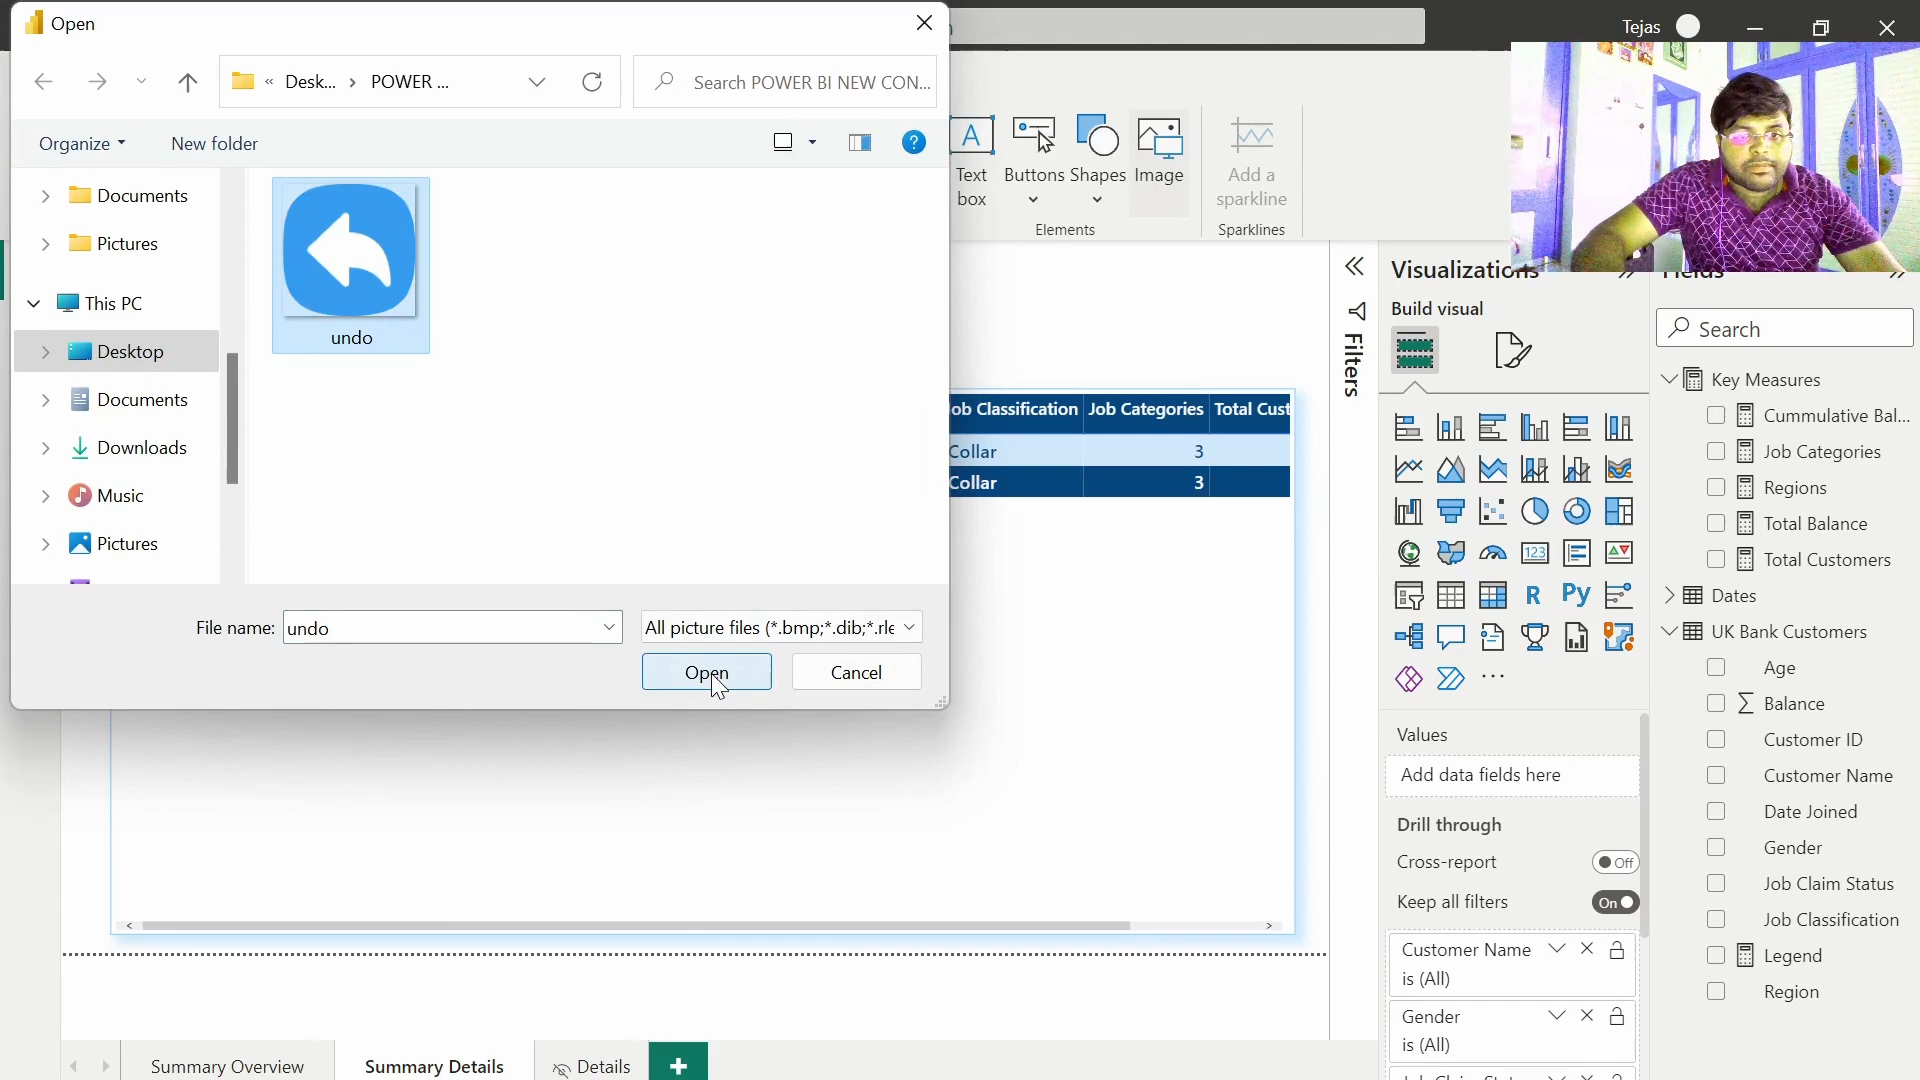 Open
Tejas
« Desk... › POWER ...
Search POWER BI NEW CON...
Organize
New folder
?
Documents
Pictures
This PC
Desktop
Documents
Downloads
Music
Pictures
undo
File name:
undo
All picture files (*.bmp;*.dib;*.rle
Open
Cancel
A
Text box
Buttons
Shapes
Image
Elements
Add a sparkline
Sparklines
Job Classification
Job Categories
Total Cust
Collar
3
Collar
3
Filters
Visualizations
Build visual
123
R
Py
...
Values
Add data fields here
Drill through
Cross-report
Off
Keep all filters
On
Customer Name
is (All)
Gender
is (All)
Fields
Search
Key Measures
Cummulative Bal...
Job Categories
Regions
Total Balance
Total Customers
Dates
UK Bank Customers
Age
Balance
Customer ID
Customer Name
Date Joined
Gender
Job Claim Status
Job Classification
Legend
Region
Summary Overview
Summary Details
Details
+